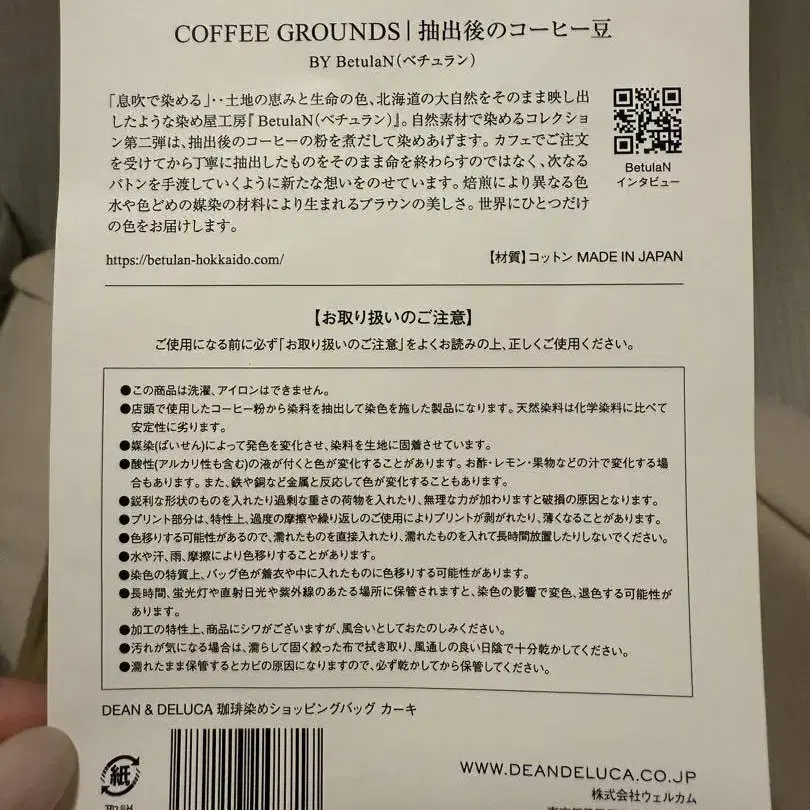 COFFEE GROUNDS | 抽出後のコーヒー豆
BY BetulaN(ベチュラン)
「息吹で染める」‥土地の恵みと生命の色、北海道の大自然をそのまま映し出
したような染め屋工房『BetulaN(ベチュラン)』。自然素材で染めるコレクショ
ン第二弾は、抽出後のコーヒーの粉を煮だして染めあげます。カフェでご注文
を受けてから丁寧に抽出したものをそのまま命を終わらすのではなく、次なる
バトンを手渡していくように新たな想いをのせています。焙煎により異なる色
水や色どめの媒染の材料により生まれるブラウンの美しさ。世界にひとつだけ
の色をお届けします。
BetulaN
インタビュー
https://betulan-hokkaido.com/
【材質】コットン MADE IN JAPAN
【お取り扱いのご注意】
ご使用になる前に必ず「お取り扱いのご注意」をよくお読みの上、正しくご使用ください。
●この商品は洗濯、アイロンはできません。
●店頭で使用したコーヒー粉から染料を抽出して染色を施した製品になります。天然染料は化学染料に比べて
安定性に劣ります。
●媒染(ばいせん)によって発色を変化させ、染料を生地に固着させています。
●酸性(アルカリ性も含む)の液が付くと色が変化することがあります。お酢・レモン・果物などの汁で変化する場
合もあります。また、鉄や銅など金属と反応して色が変化することもあります。
●鋭利な形状のものを入れたり過剰な重さの荷物を入れたり、無理な力が加わりますと破損の原因となります。
●プリント部分は、特性上、過度の摩擦や繰り返しのご使用によりプリントが剥がれたり、薄くなることがあります。
●色移りする可能性があるので、濡れたものを直接入れたり、濡れたものを入れて長時間放置したりしないでください。
●水や汗、雨、摩擦により色移りすることがあります。
●染色の特質上、バッグ色が着衣や中に入れたものに色移りする可能性があります。
●長時間、蛍光灯や直射日光や紫外線のあたる場所に保管されますと、染色の影響で変色、退色する可能性が
あります。
●加工の特性上、商品にシワがございますが、風合いとしておたのしみください。
●汚れが気になる場合は、濡らして固く絞った布で拭き取り、風通しの良い日陰で十分乾かしてください。
●濡れたまま保管するとカビの原因になりますので、必ず乾かしてから保管してください。
DEAN & DELUCA 珈琲染めショッピングバッグ カーキ
紙
WWW.DEANDELUCA.CO.JP
株式会社ウェルカム